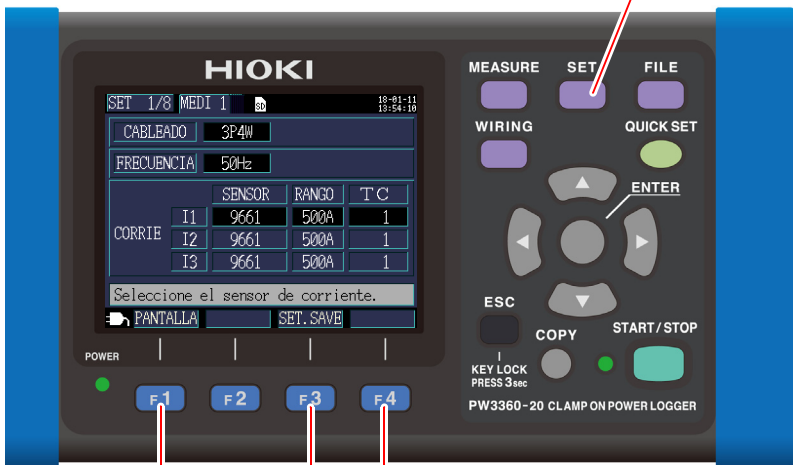 HIOKI
SET 1/8 MEDI 1 SD 18-01-11
13:54:10
CABLEADO 3P4W
FRECUENCIA 50Hz
SENSOR RANGO TC
CORRIE
I1 9661 500A 1
I2 9661 500A 1
I3 9661 500A 1
Seleccione el sensor de corriente.
PANTALLA SET.SAVE
POWER
F1 F2 F3 F4
MEASURE SET FILE
WIRING QUICK SET
ENTER
ESC
COPY START/STOP
KEY LOCK
PRESS 3sec
PW3360-20 CLAMP ON POWER LOGGER